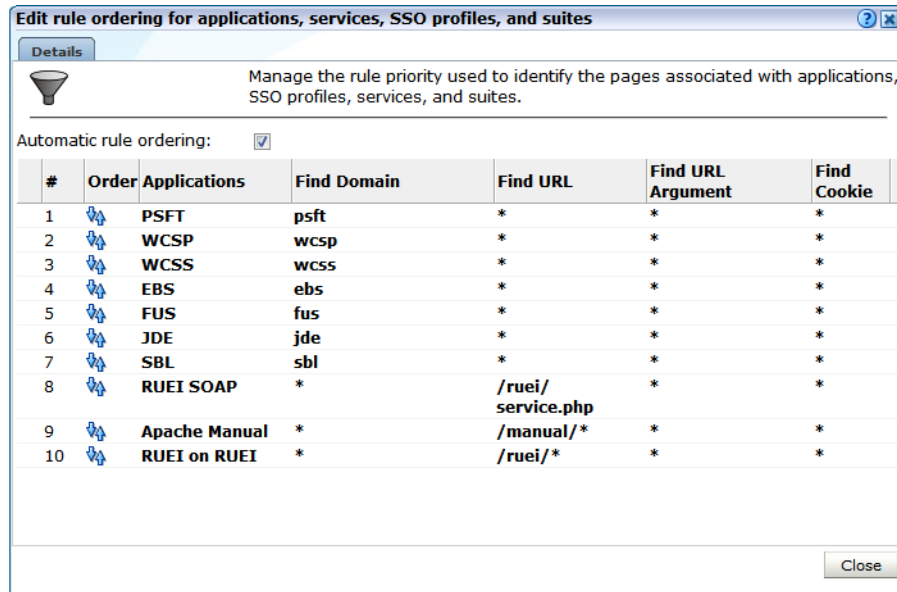 Edit rule ordering for applications, services, SSO profiles, and suites
Details
Manage the rule priority used to identify the pages associated with applications,
SSO profiles, services, and suites.
Automatic rule ordering:
# Order Applications Find Domain Find URL Find URL Argument Find Cookie
1 PSFT psft * * *
2 WCSP wcsp * * *
3 WCSS wcss * * *
4 EBS ebs * * *
5 FUS fus * * *
6 JDE jde * * *
7 SBL sbl * * *
8 RUEI SOAP * /ruei/ * *
service.php
9 Apache Manual * /manual/* * *
10 RUEI on RUEI * /ruei/* * *
Close